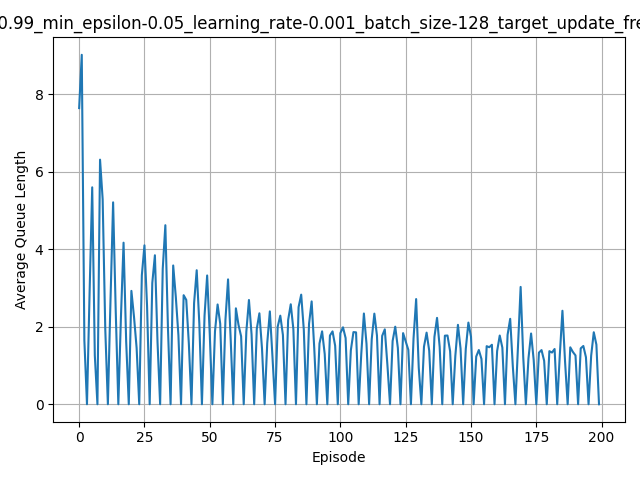 0.99_min_epsilon-0.05_learning_rate-0.001_batch_size-128_target_update_fre
8
6
4
2
0
Average Queue Length
0 25 50 75 100 125 150 175 200
Episode